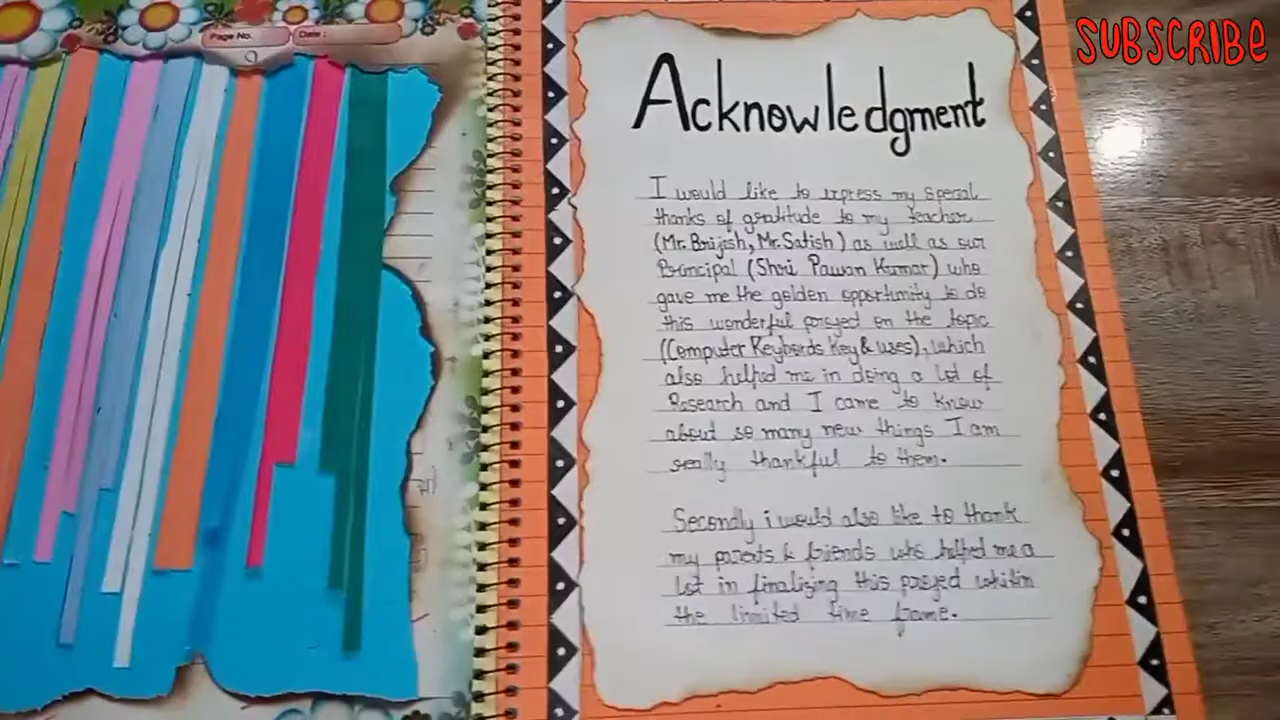 Page No.
Date :
SUBSCRIBE
Acknowledgment
I would like to express my special
thanks of gratitude to my teacher
(Mr. Brijesh, Mr. Satish) as well as our
Principal (Shri Pawan Kumar) who
gave me the golden opportunity to do
this wonderful proyed on the topic
(Computer Keybords Key & uses), which
also helped me in doing a lot of
Research and I came to know
about so many new things I am
really thankful to them.
Secondly i would also like to thank
my parents & friends who helped me a
lot in finalising this proyed within
the limited time frame.